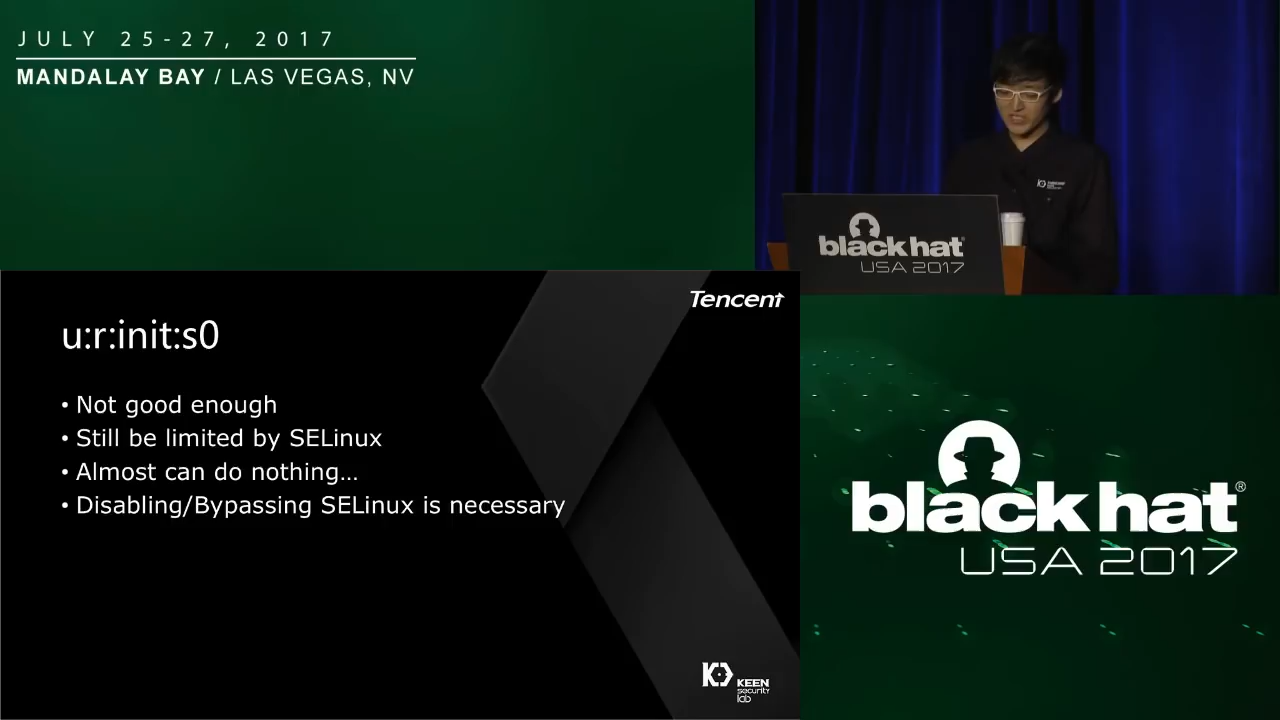 JULY 25-27, 2017
MANDALAY BAY / LAS VEGAS, NV
black hat
USA 2017
Tencent
u:r:init:s0
• Not good enough
• Still be limited by SELinux
• Almost can do nothing…
• Disabling/Bypassing SELinux is necessary
KEEN
security
lab
black hat®
USA 2017